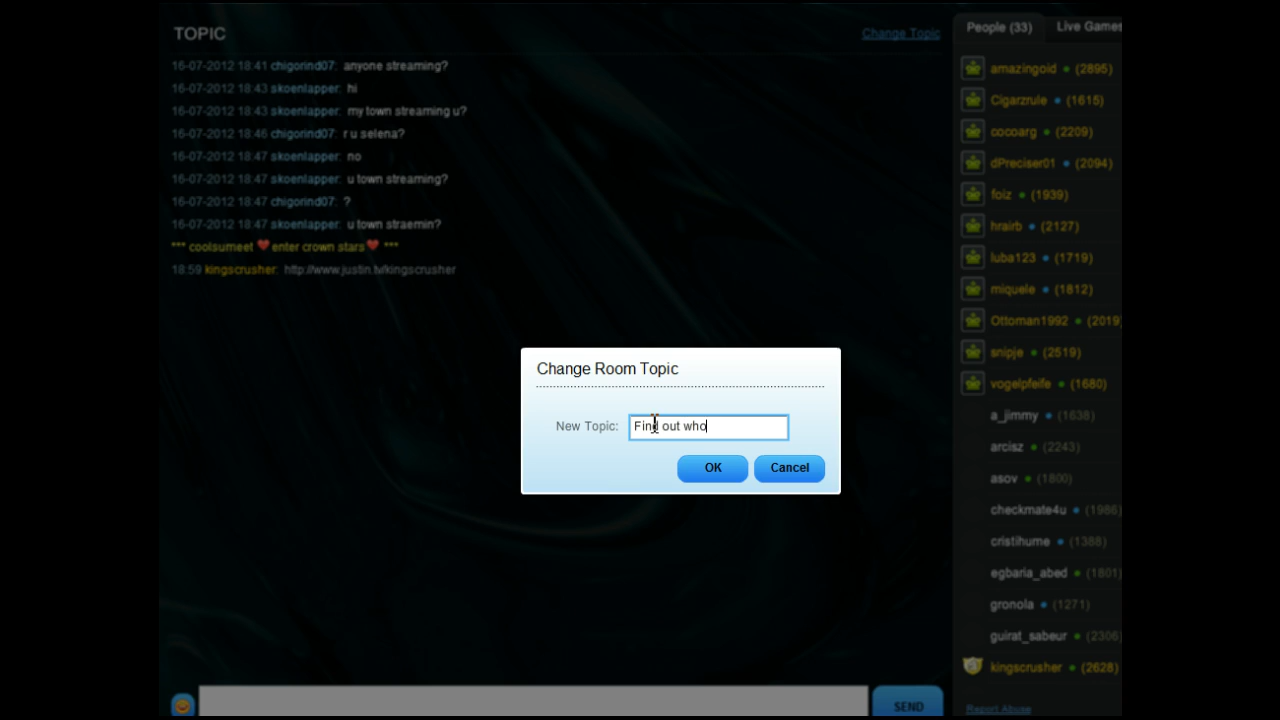 TOPIC
Change Topic
16-07-2012 18:41 chigorind07: anyone streaming?
16-07-2012 18:43 skoenlapper: hi
16-07-2012 18:43 skoenlapper: my town streaming u?
16-07-2012 18:46 chigorind07: r u selena?
16-07-2012 18:47 skoenlapper: no
16-07-2012 18:47 skoenlapper: u town streaming?
16-07-2012 18:47 chigorind07: ?
16-07-2012 18:47 skoenlapper: u town straemin?
*** coolsumeet ❤enter crown stars❤ ***
18:59 kingscrusher: http://www.justin.tv/kingscrusher
Change Room Topic
New Topic: Find out who
OK Cancel
SEND
People (33) Live Games
amazingoid • (2895)
Cigarzrule • (1615)
cocoarg • (2209)
dPreciser01 • (2094)
foiz • (1939)
hrairb • (2127)
luba123 • (1719)
miquele • (1812)
Ottoman1992 • (2019)
snipje • (2519)
vogelpfeife • (1680)
a_jimmy • (1638)
arcisz • (2243)
asov • (1800)
checkmate4u • (1986)
cristihume • (1388)
egbaria_abed • (1801)
gronola • (1271)
guirat_sabeur • (2306)
kingscrusher • (2628)
Report Abuse